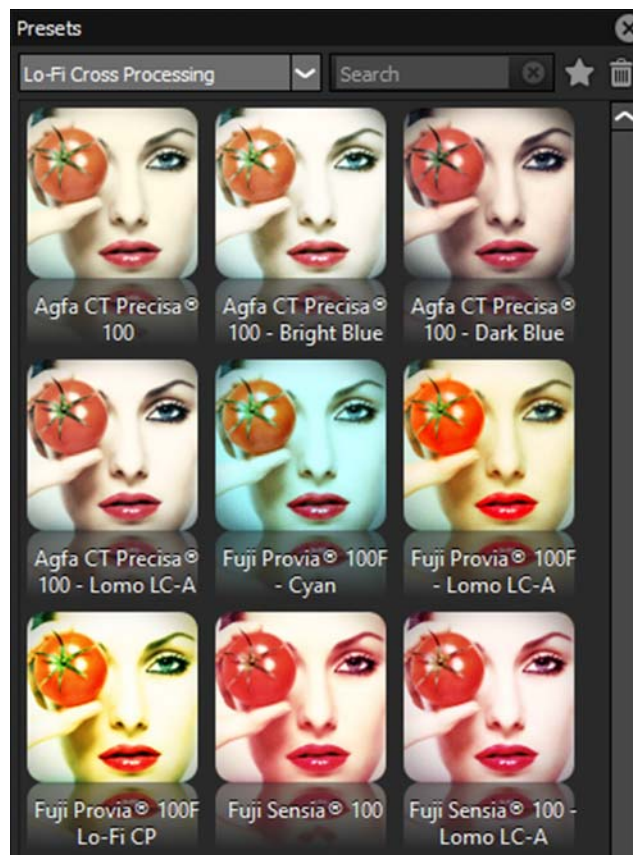 Presets
Lo-Fi Cross Processing
Search
Agfa CT Precisa®
100
Agfa CT Precisa®
100 - Bright Blue
Agfa CT Precisa®
100 - Dark Blue
Agfa CT Precisa®
100 - Lomo LC-A
Fuji Provia® 100F
- Cyan
Fuji Provia® 100F
- Lomo LC-A
Fuji Provia® 100F
Lo-Fi CP
Fuji Sensia® 100
Fuji Sensia® 100 -
Lomo LC-A